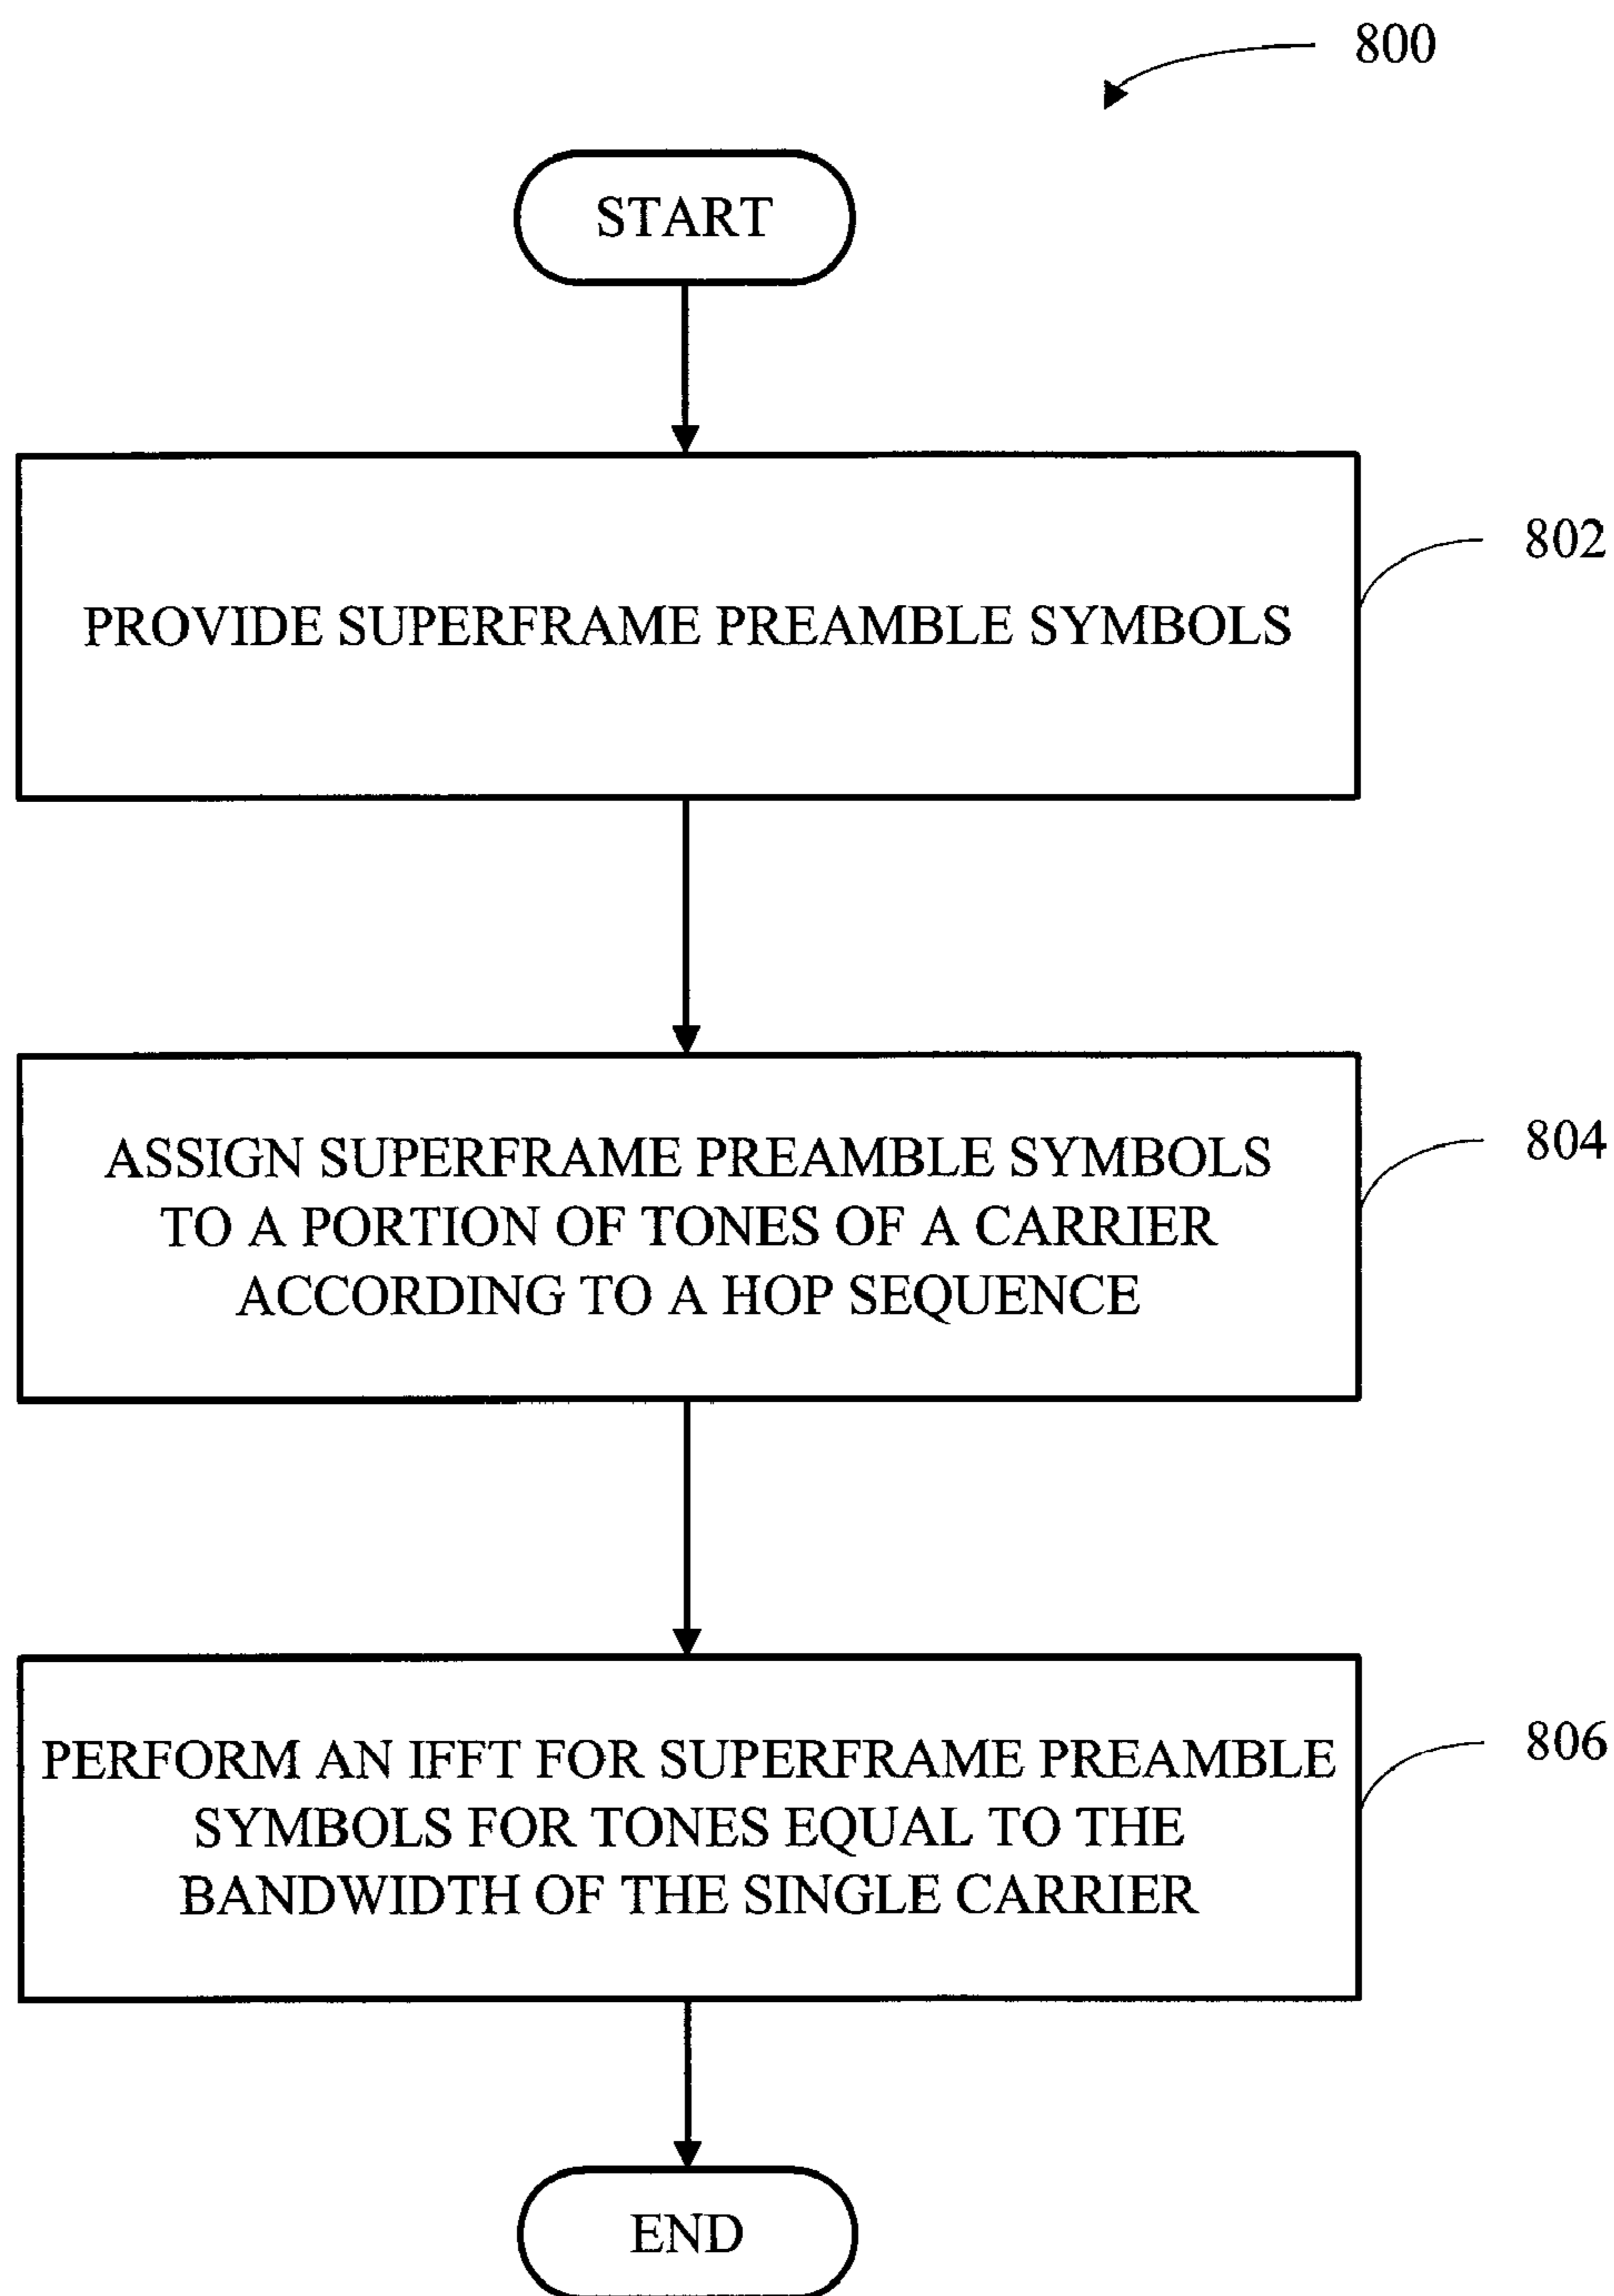 800
START
PROVIDE SUPERFRAME PREAMBLE SYMBOLS
802
ASSIGN SUPERFRAME PREAMBLE SYMBOLS
TO A PORTION OF TONES OF A CARRIER
ACCORDING TO A HOP SEQUENCE
804
PERFORM AN IFFT FOR SUPERFRAME PREAMBLE
SYMBOLS FOR TONES EQUAL TO THE
BANDWIDTH OF THE SINGLE CARRIER
806
END